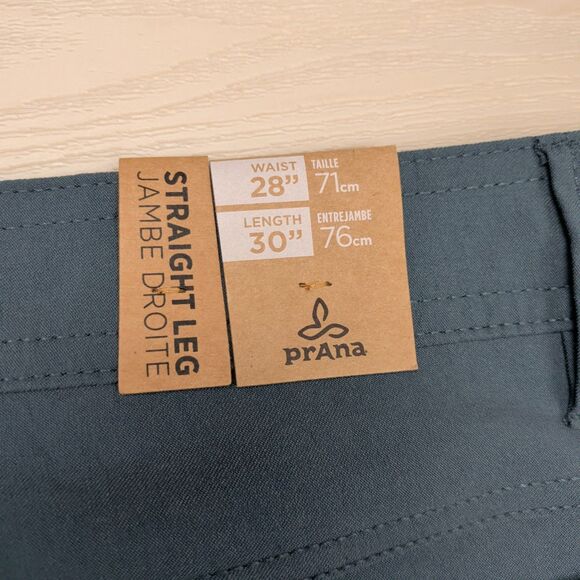 STRAIGHT LEG
JAMBE DROITE
WAIST
28”
TAILLE
71cm
LENGTH
30”
ENTREJAMBE
76cm
prAna